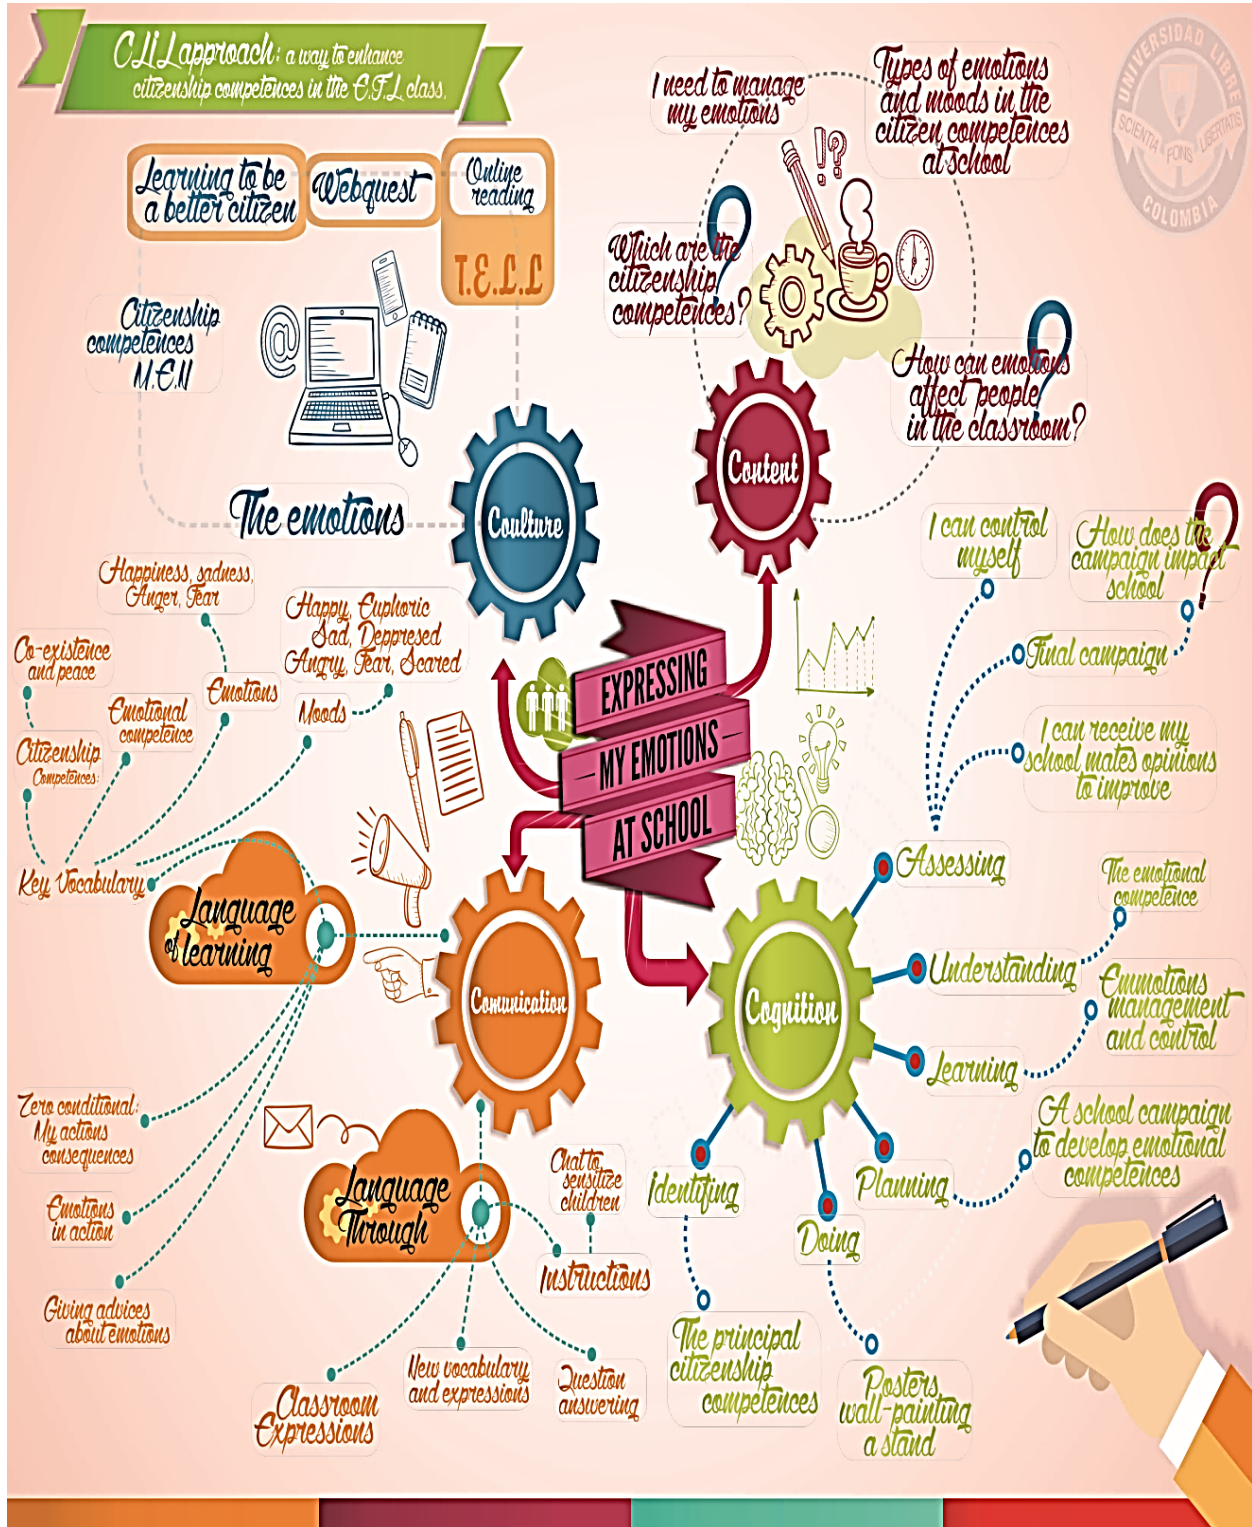 CLiL approach: a way to enhance
citizenship competences in the E.F.L class.
Learning to be
a better citizen
Webquest
Online
reading
T.E.L.L
Citizenship
competences
M.E.N
The emotions
Coulture
I need to manage
my emotions
Types of emotions
and moods in the
citizen competences
at school
UNIVERSIDAD LIBRE
SCIENTIA FONS LIBERTATIS
COLOMBIA
!?
Which are the
citizenship
competences?
?
How can emotions
affect people
in the classroom?
?
Content
@
EXPRESSING
MY EMOTIONS
AT SCHOOL
Happiness, sadness,
Anger, Fear
Happy, Euphoric
Sad, Deppresed
Angry, Fear, Scared
Co-existence
and peace
Emotions
Emotional
competence
Moods
Citizenship
Competences:
Key Vocabulary
Language
of learning
Zero conditional:
My actions
consequences
Emotions
in action
Giving advices
about emotions
Comunication
Language
Through
Chat to
sensitize
children
Instructions
Classroom
Expressions
New vocabulary
and expressions
Question
answering
I can control
myself
How does the
campaign impact
school
?
Final campaign
I can receive my
school mates opinions
to improve
Assessing
The emotional
competence
Understanding
Emmotions
management
and control
Learning
Cognition
A school campaign
to develop emotional
competences
Planning
Identifing
Doing
The principal
citizenship
competences
Posters
wall-painting
a stand